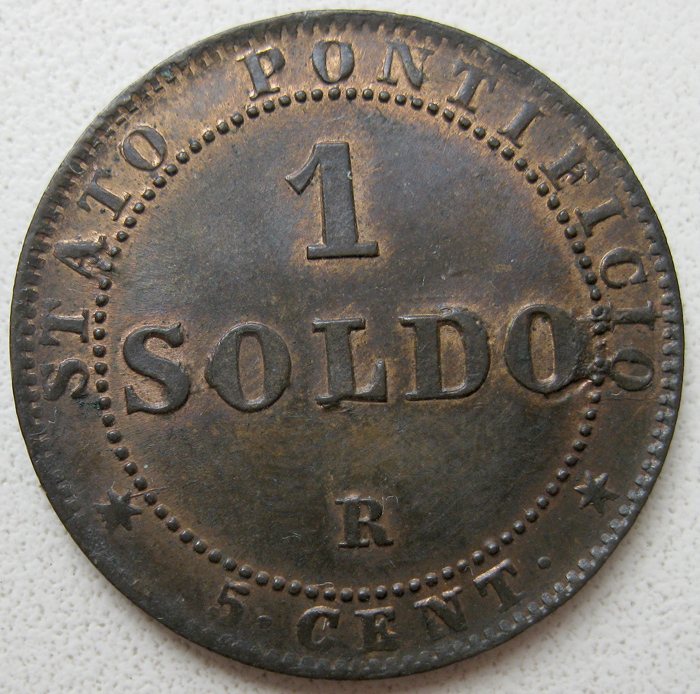 STATO PONTIFICIO
1
SOLDO
R
5. CENT.